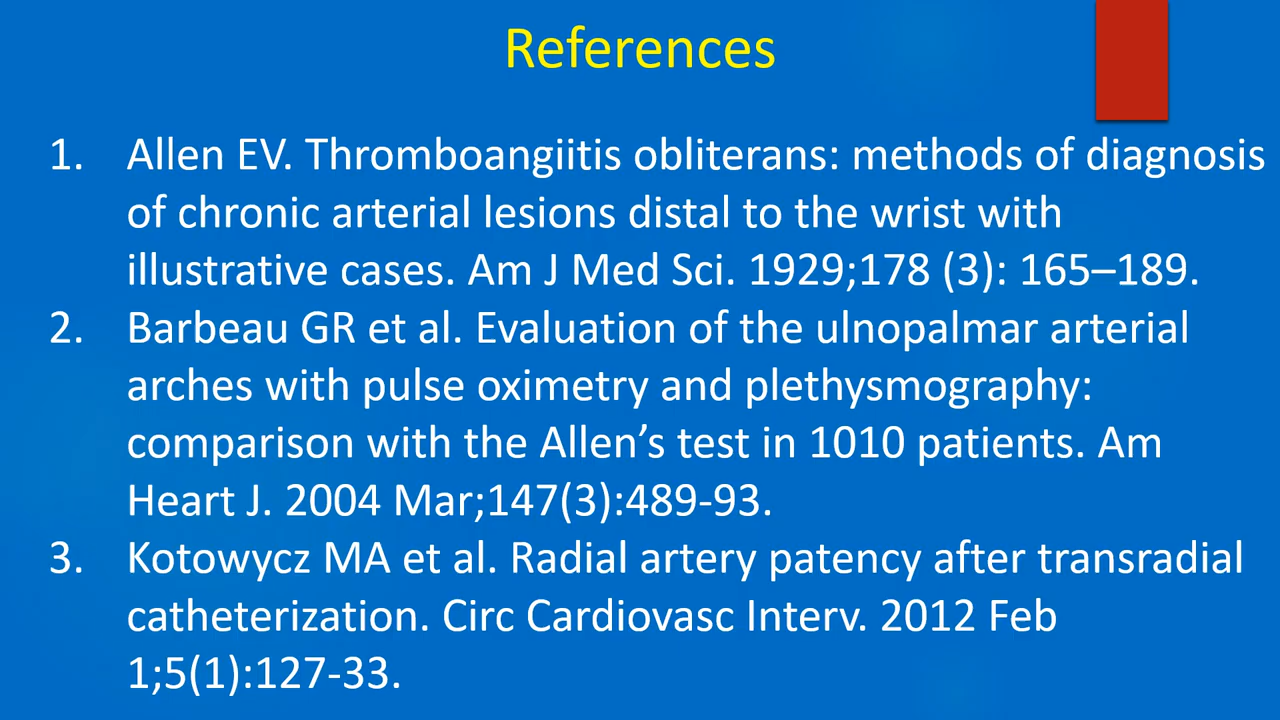 References
1. Allen EV. Thromboangiitis obliterans: methods of diagnosis
of chronic arterial lesions distal to the wrist with
illustrative cases. Am J Med Sci. 1929;178 (3): 165–189.
2. Barbeau GR et al. Evaluation of the ulnopalmar arterial
arches with pulse oximetry and plethysmography:
comparison with the Allen’s test in 1010 patients. Am
Heart J. 2004 Mar;147(3):489-93.
3. Kotowycz MA et al. Radial artery patency after transradial
catheterization. Circ Cardiovasc Interv. 2012 Feb
1;5(1):127-33.